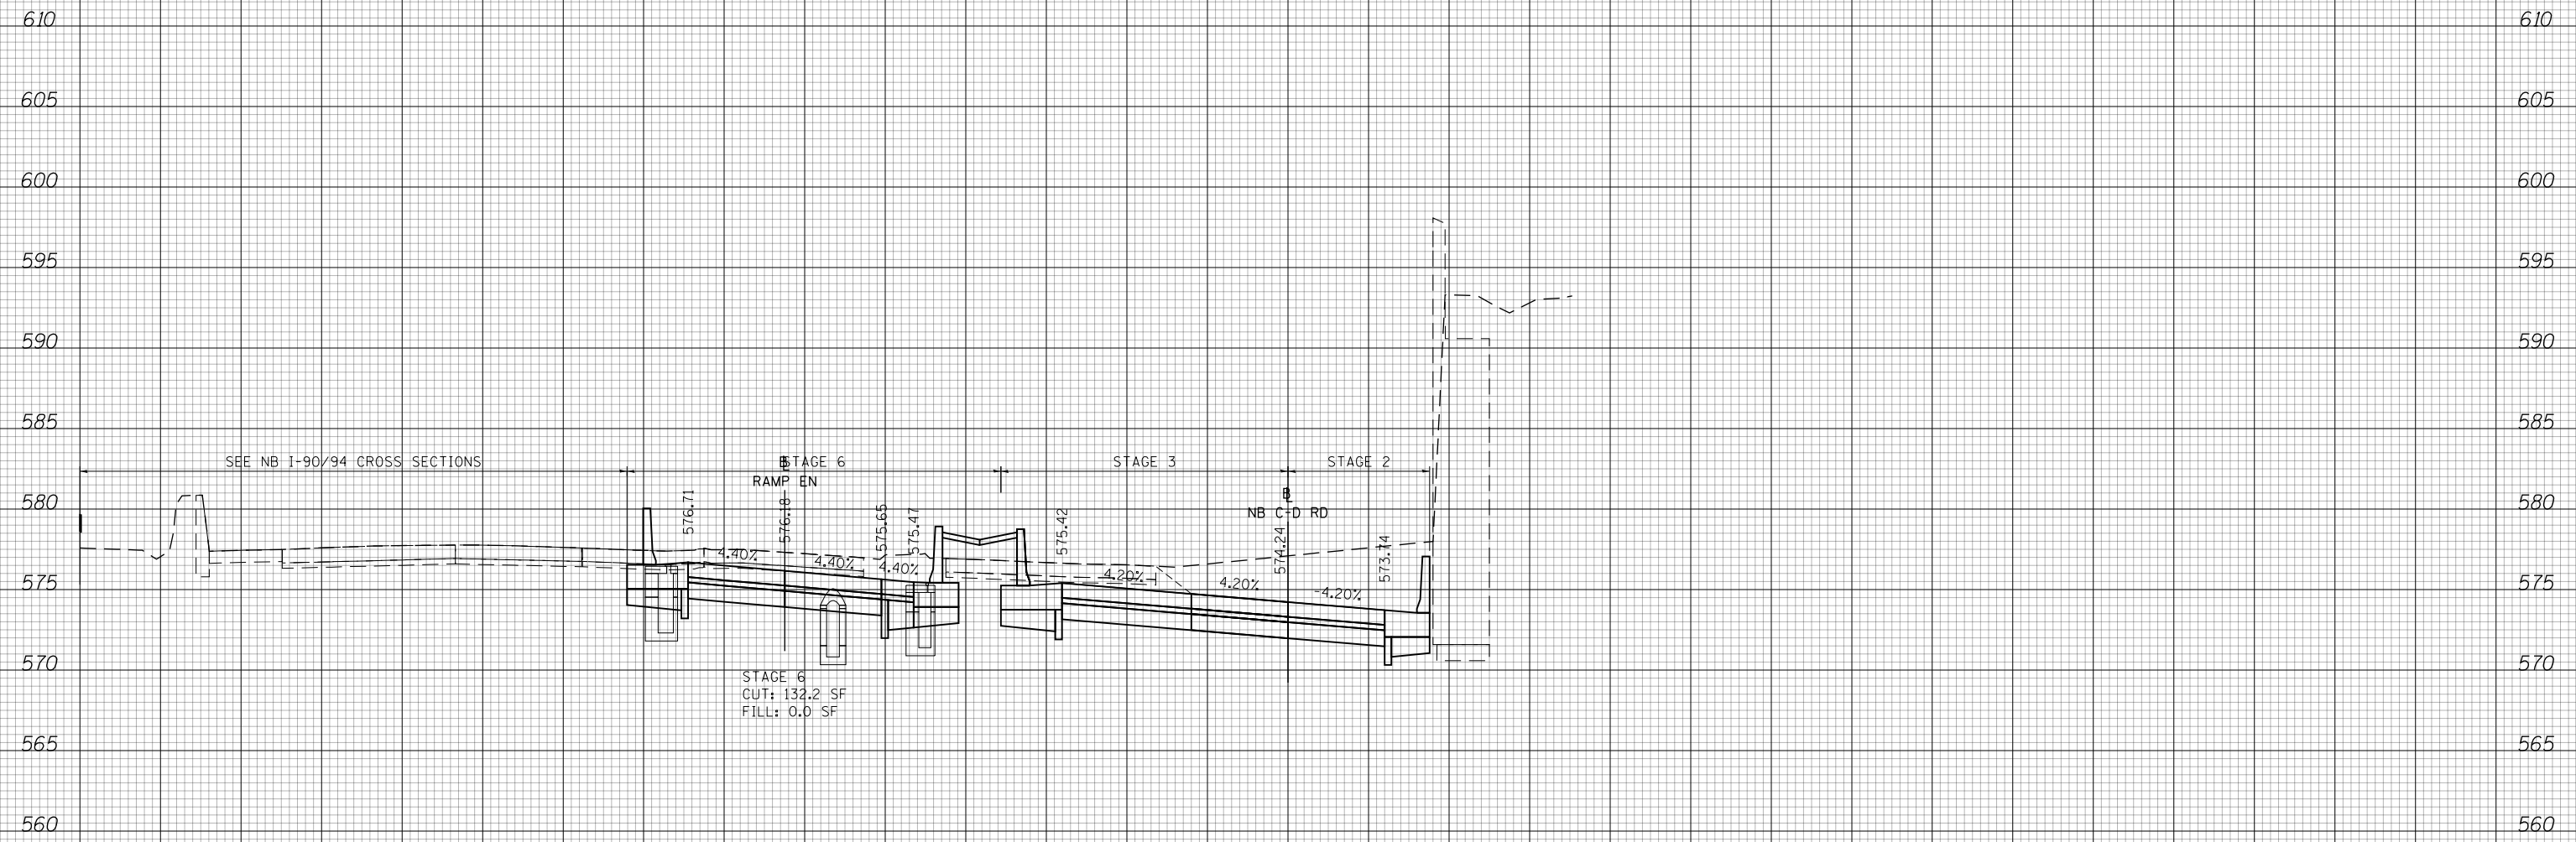 610 610
605 605
600 600
595 595
590 590
585 585
SEE NB I-90/94 CROSS SECTIONS STAGE 6 STAGE 3 STAGE 2
RAMP EN
580 580
NB C-D RD
576.71 576.18 575.65 575.47 575.42 574.24 573.74
4.40% 4.40% 4.40% 4.20% 4.20% -4.20%
575 575
570 570
STAGE 6
CUT: 132.2 SF
FILL: 0.0 SF
565 565
560 560